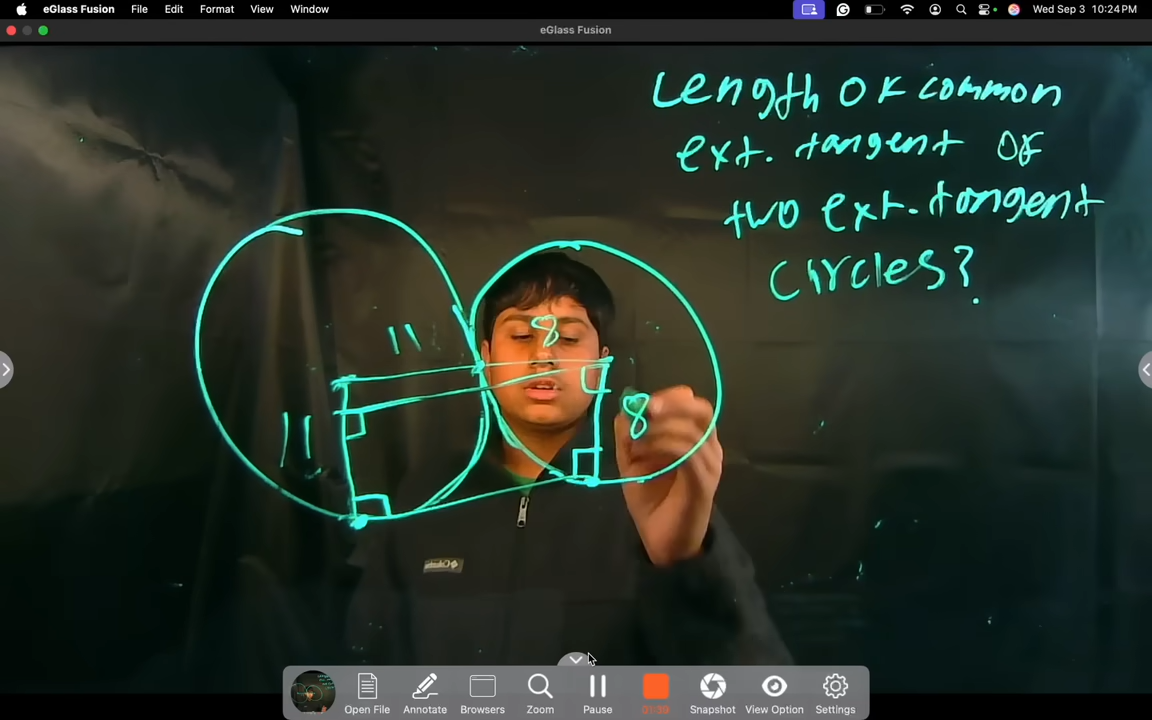 eGlass Fusion File Edit Format View Window Wed Sep 3 10:24 PM
eGlass Fusion
Length of common
ext. tangent of
two ext. tangent
circles?
11
8
11
8
Open File Annotate Browsers Zoom Pause 01:39 Snapshot View Option Settings